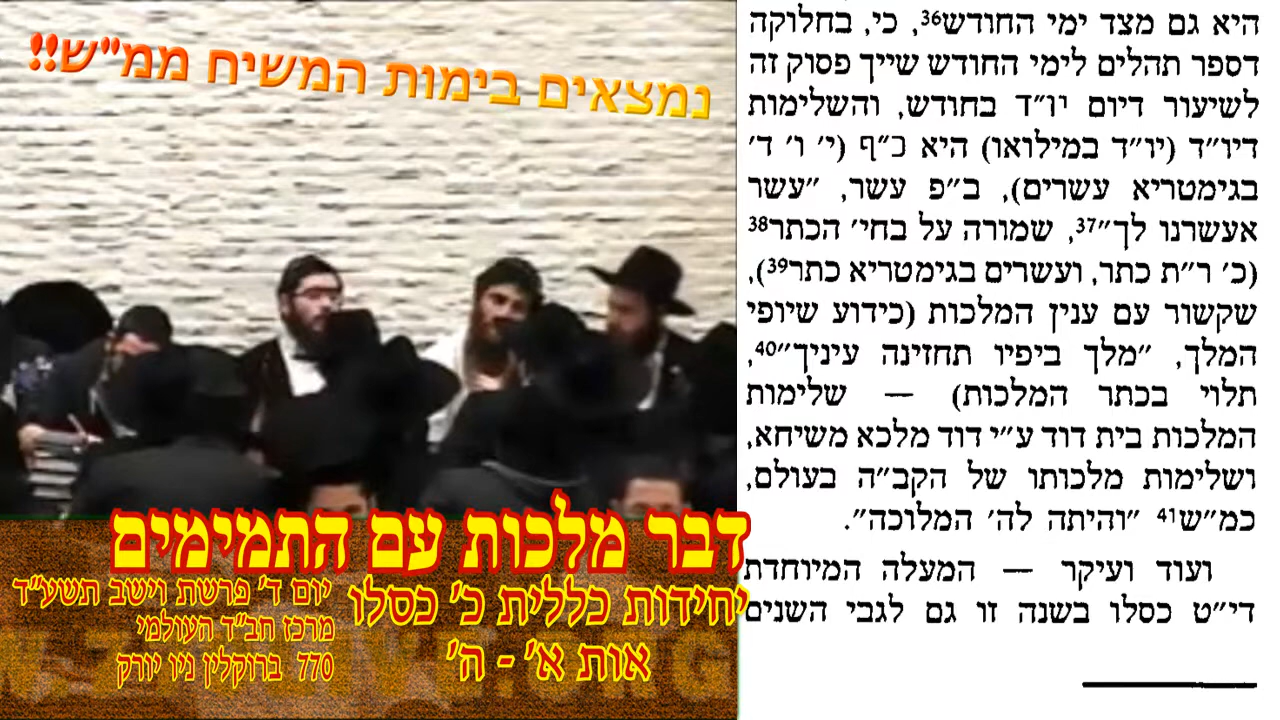 נמצאים בימות המשיח ממ"ש!!
היא גם מצד ימי החודש36, כי, בחלוקה
דספר תהלים לימי החודש שייך פסוק זה
לשיעור דיום יו"ד בחודש, והשלימות
דיו"ד (יו"ד במילואו) היא כ"ף (י' ו' ד'
בגימטריא עשרים), ב"פ עשר, "עשר
אעשרנו לך"37, שמורה על בחי' הכתר38
(כ' ר"ת כתר, ועשרים בגימטריא כתר39),
שקשור עם ענין המלכות (כידוע שיופי
המלך, "מלך ביפיו תחזינה עיניך"40,
תלוי בכתר המלכות) — שלימות
המלכות בית דוד ע"י דוד מלכא משיחא,
ושלימות מלכותו של הקב"ה בעולם,
כמ"ש41 "והיתה לה' המלוכה".
ועוד ועיקר — המעלה המיוחדת
די"ט כסלו בשנה זו גם לגבי השנים
דבר מלכות עם התמימים
יחידות כללית כ' כסלו
אות א' - ה'
יום ד' פרשת וישב תשע"ד
מרכז חב"ד העולמי
770 ברוקלין ניו יורק